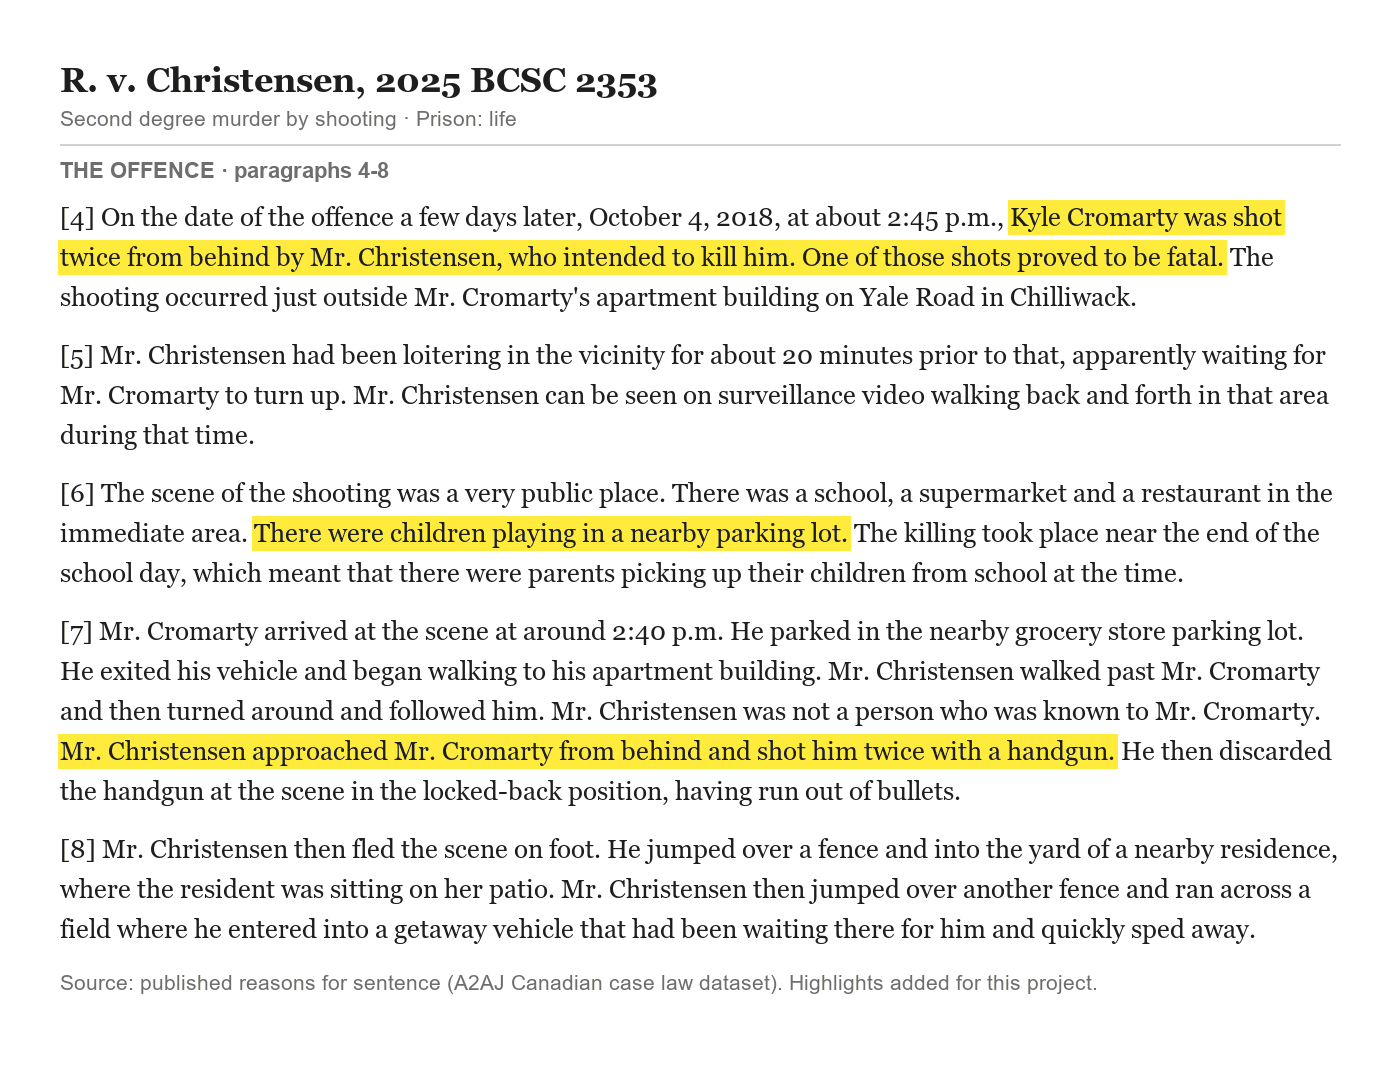 R. v. Christensen, 2025 BCSC 2353
Second degree murder by shooting · Prison: life
THE OFFENCE · paragraphs 4-8
[4] On the date of the offence a few days later, October 4, 2018, at about 2:45 p.m., Kyle Cromarty was shot
twice from behind by Mr. Christensen, who intended to kill him. One of those shots proved to be fatal. The
shooting occurred just outside Mr. Cromarty's apartment building on Yale Road in Chilliwack.
[5] Mr. Christensen had been loitering in the vicinity for about 20 minutes prior to that, apparently waiting for
Mr. Cromarty to turn up. Mr. Christensen can be seen on surveillance video walking back and forth in that area
during that time.
[6] The scene of the shooting was a very public place. There was a school, a supermarket and a restaurant in the
immediate area. There were children playing in a nearby parking lot. The killing took place near the end of the
school day, which meant that there were parents picking up their children from school at the time.
[7] Mr. Cromarty arrived at the scene at around 2:40 p.m. He parked in the nearby grocery store parking lot.
He exited his vehicle and began walking to his apartment building. Mr. Christensen walked past Mr. Cromarty
and then turned around and followed him. Mr. Christensen was not a person who was known to Mr. Cromarty.
Mr. Christensen approached Mr. Cromarty from behind and shot him twice with a handgun. He then discarded
the handgun at the scene in the locked-back position, having run out of bullets.
[8] Mr. Christensen then fled the scene on foot. He jumped over a fence and into the yard of a nearby residence,
where the resident was sitting on her patio. Mr. Christensen then jumped over another fence and ran across a
field where he entered into a getaway vehicle that had been waiting there for him and quickly sped away.
Source: published reasons for sentence (A2AJ Canadian case law dataset). Highlights added for this project.